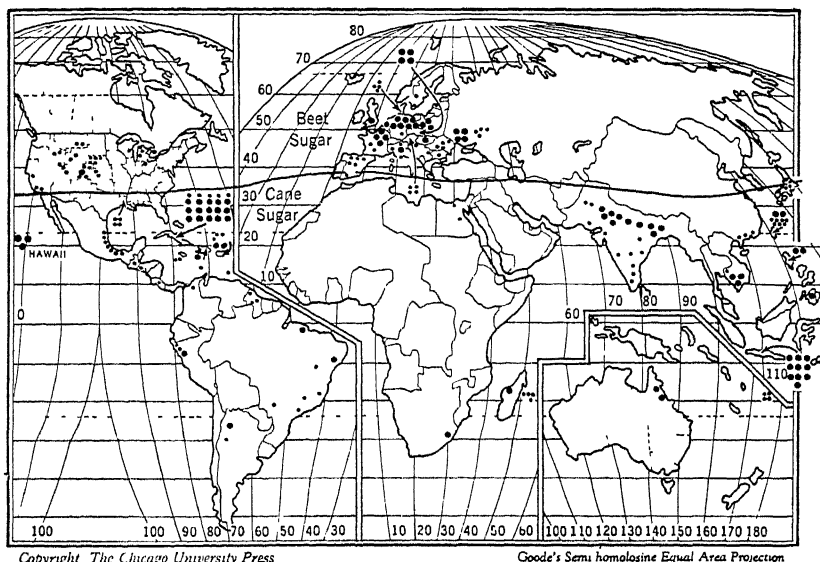 80
70
60
50
40
30
20
10
0
Beet
Sugar
Cane
Sugar
HAWAII
60
70 80 90
110
100 100 90 80 70 60 50 40 30 10 20 30 40 50 60 100 110 120 130 140 150 160 170 180
Copyright The Chicago University Press
Goode's Semi homolosine Equal Area Projection